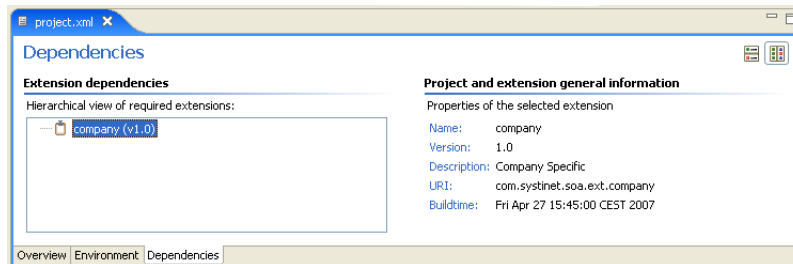 project.xml
Dependencies
Extension dependencies
Hierarchical view of required extensions:
company (v1.0)
Project and extension general information
Properties of the selected extension
Name: company
Version: 1.0
Description: Company Specific
URI: com.systinet.soa.ext.company
Buildtime: Fri Apr 27 15:45:00 CEST 2007
Overview Environment Dependencies